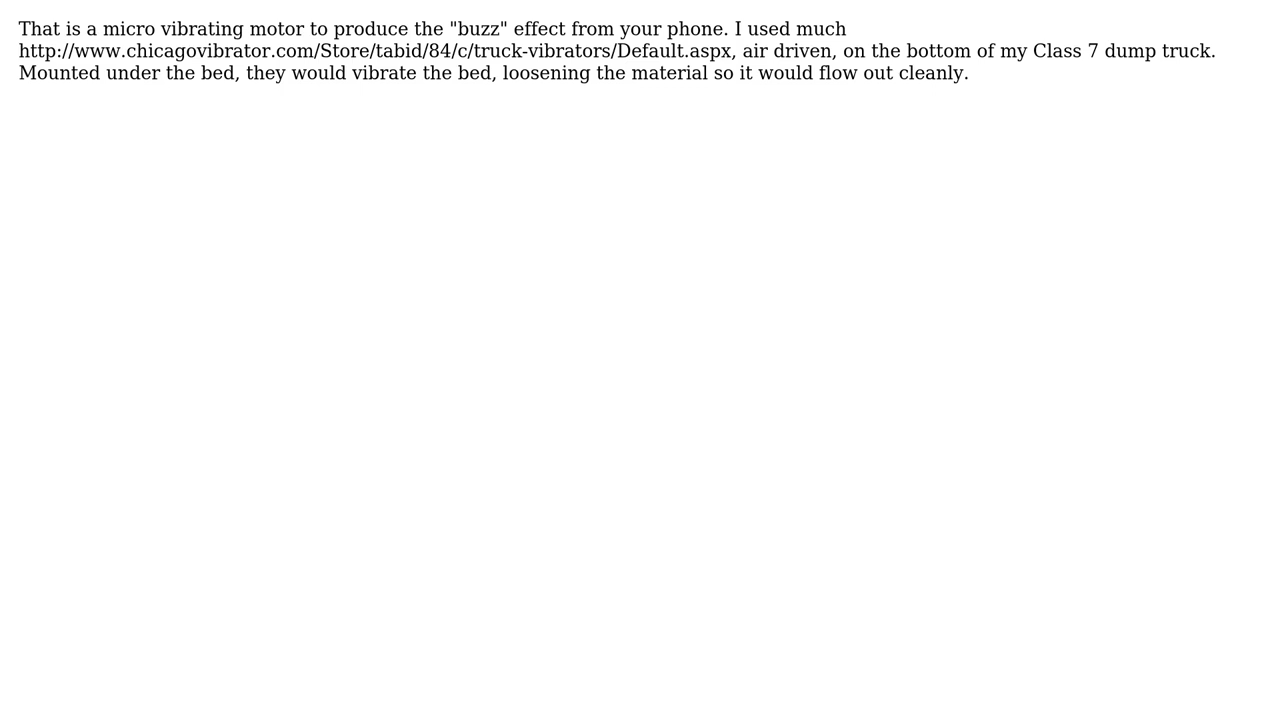 That is a micro vibrating motor to produce the "buzz" effect from your phone. I used much
http://www.chicagovibrator.com/Store/tabid/84/c/truck-vibrators/Default.aspx, air driven, on the bottom of my Class 7 dump truck.
Mounted under the bed, they would vibrate the bed, loosening the material so it would flow out cleanly.